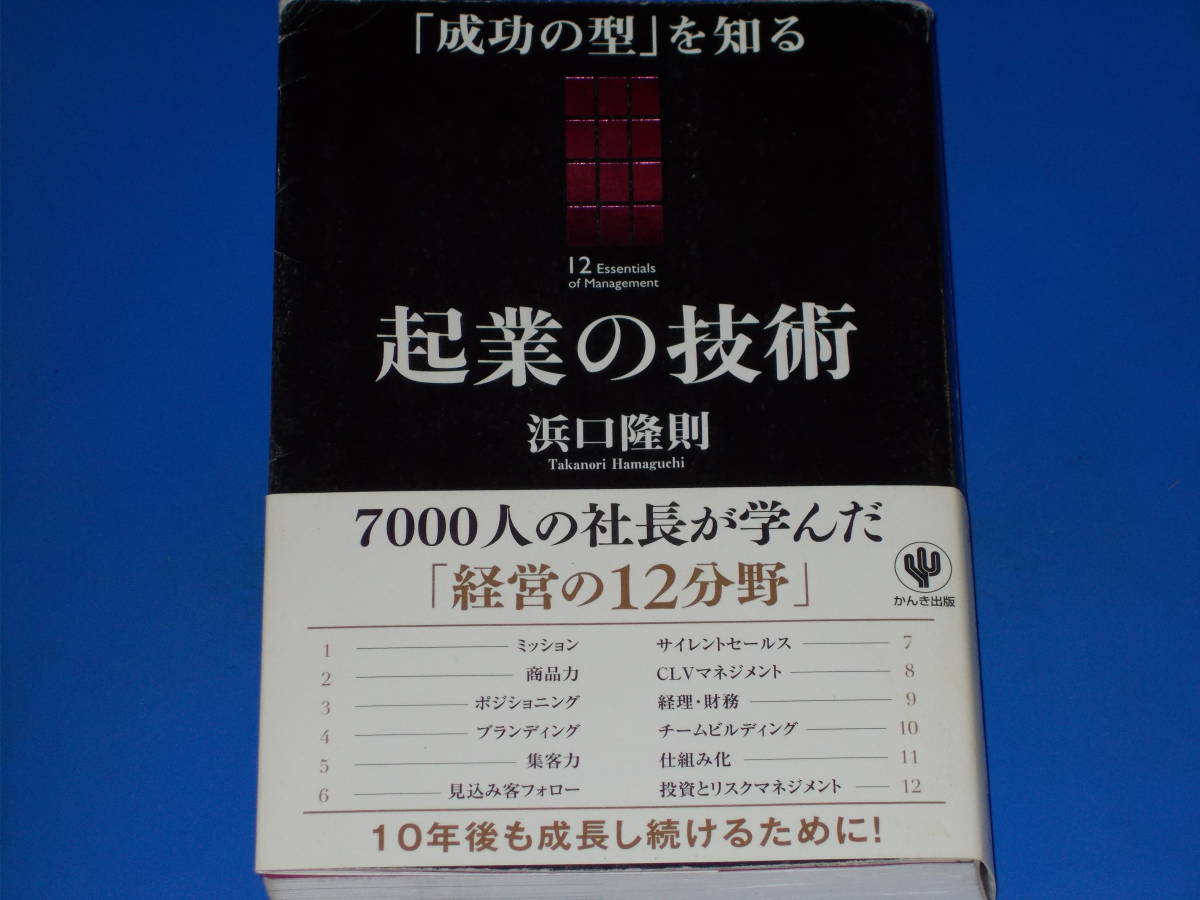 「成功の型」を知る
12 Essentials
of Management
起業の技術
浜口隆則
Takanori Hamaguchi
7000人の社長が学んだ
「経営の12分野」
かんき出版
1 ミッション
2 商品力
3 ポジショニング
4 ブランディング
5 集客力
6 見込み客フォロー
サイレントセールス 7
CLVマネジメント 8
経理・財務 9
チームビルディング 10
仕組み化 11
投資とリスクマネジメント 12
10年後も成長し続けるために!